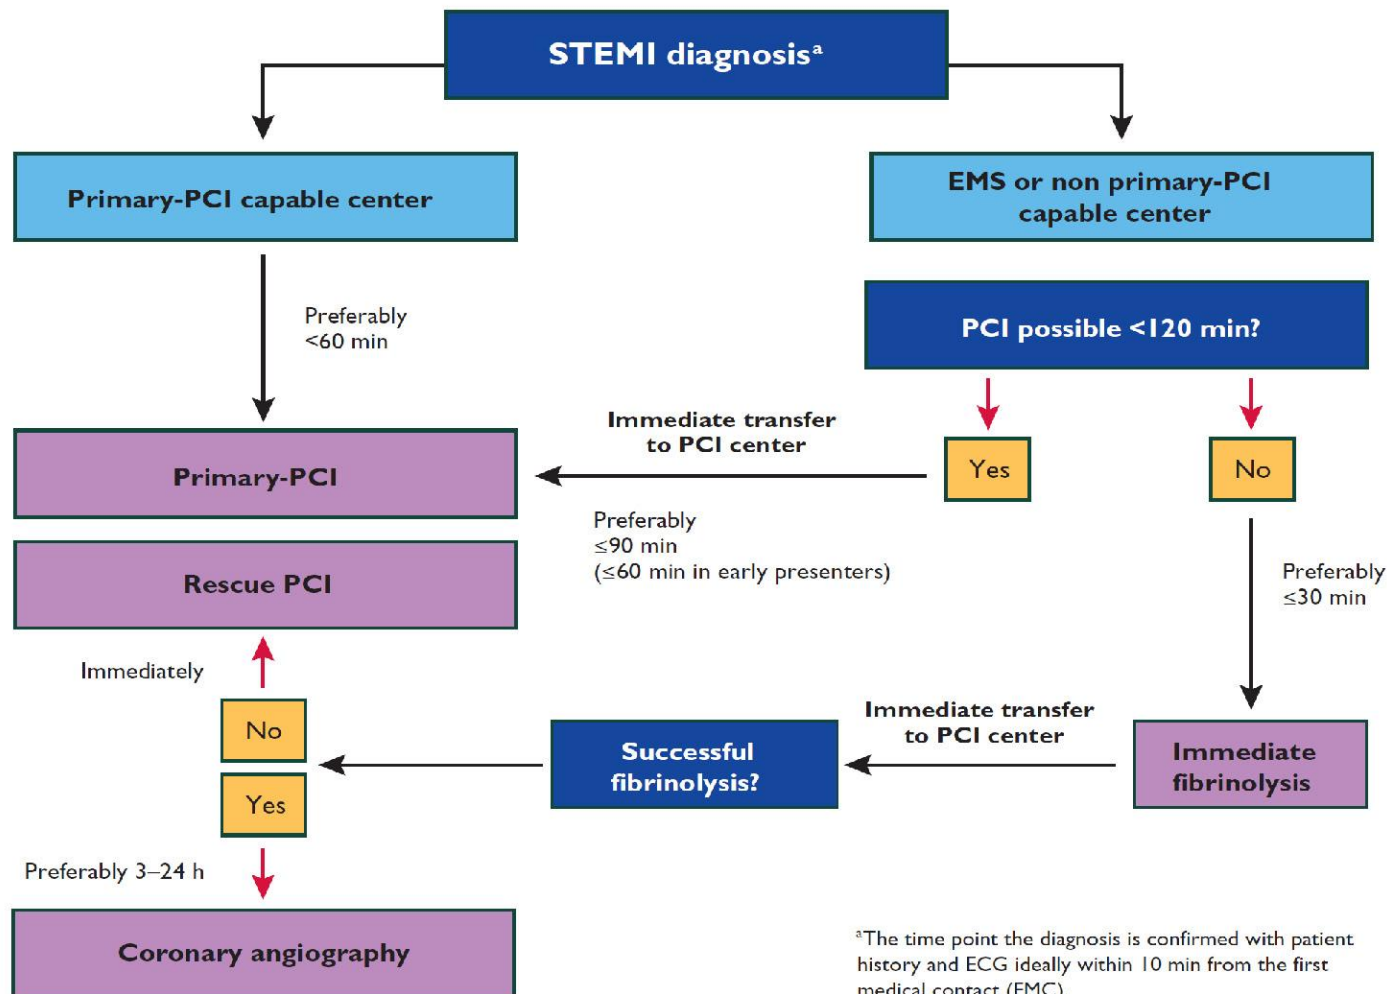 STEMI diagnosisᵃ
Primary-PCI capable center
EMS or non primary-PCI
capable center
Preferably
<60 min
PCI possible <120 min?
Immediate transfer
to PCI center
Yes
No
Primary-PCI
Preferably
≤90 min
(≤60 min in early presenters)
Preferably
≤30 min
Rescue PCI
Immediately
No
Yes
Successful
fibrinolysis?
Immediate transfer
to PCI center
Immediate
fibrinolysis
Preferably 3–24 h
Coronary angiography
ᵃThe time point the diagnosis is confirmed with patient
history and ECG ideally within 10 min from the first
medical contact (FMC)